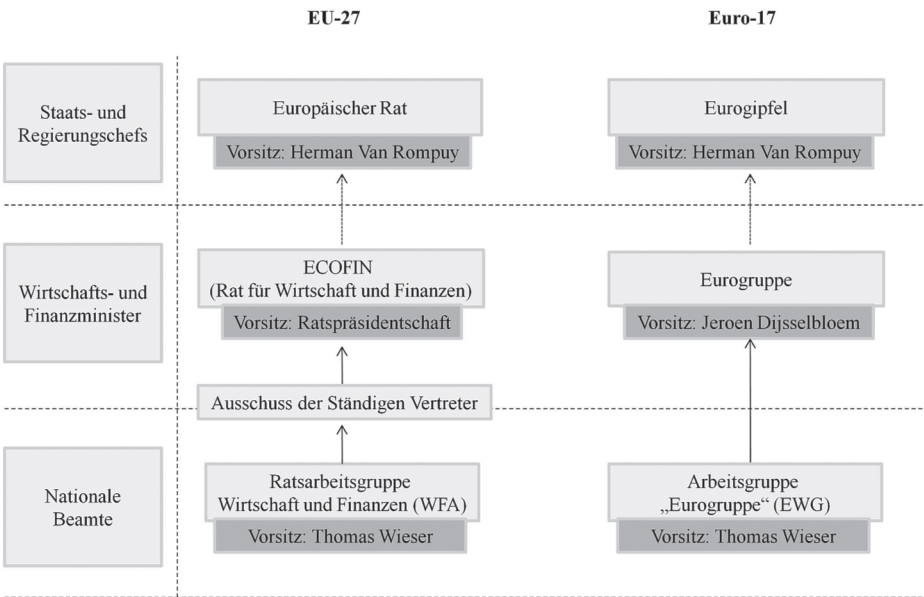 EU-27
Euro-17
Staats- und
Regierungschefs
Europäischer Rat
Vorsitz: Herman Van Rompuy
Eurogipfel
Vorsitz: Herman Van Rompuy
Wirtschafts- und
Finanzminister
ECOFIN
(Rat für Wirtschaft und Finanzen)
Vorsitz: Ratspräsidentschaft
Eurogruppe
Vorsitz: Jeroen Dijsselbloem
Ausschuss der Ständigen Vertreter
Nationale
Beamte
Ratsarbeitsgruppe
Wirtschaft und Finanzen (WFA)
Vorsitz: Thomas Wieser
Arbeitsgruppe
„Eurogruppe“ (EWG)
Vorsitz: Thomas Wieser